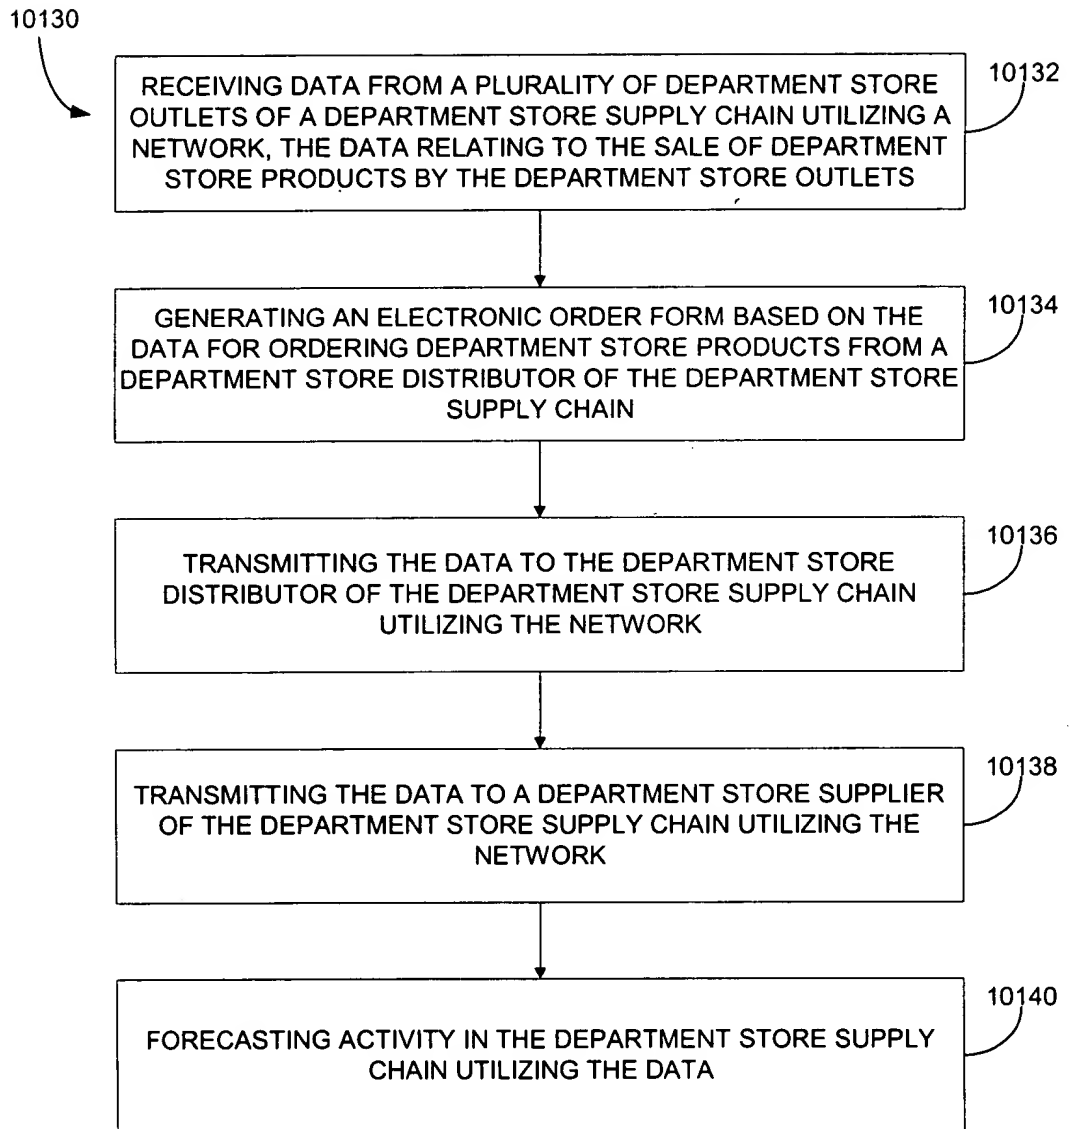 10130
10132
RECEIVING DATA FROM A PLURALITY OF DEPARTMENT STORE
OUTLETS OF A DEPARTMENT STORE SUPPLY CHAIN UTILIZING A
NETWORK, THE DATA RELATING TO THE SALE OF DEPARTMENT
STORE PRODUCTS BY THE DEPARTMENT STORE OUTLETS
10134
GENERATING AN ELECTRONIC ORDER FORM BASED ON THE
DATA FOR ORDERING DEPARTMENT STORE PRODUCTS FROM A
DEPARTMENT STORE DISTRIBUTOR OF THE DEPARTMENT STORE
SUPPLY CHAIN
10136
TRANSMITTING THE DATA TO THE DEPARTMENT STORE
DISTRIBUTOR OF THE DEPARTMENT STORE SUPPLY CHAIN
UTILIZING THE NETWORK
10138
TRANSMITTING THE DATA TO A DEPARTMENT STORE SUPPLIER
OF THE DEPARTMENT STORE SUPPLY CHAIN UTILIZING THE
NETWORK
10140
FORECASTING ACTIVITY IN THE DEPARTMENT STORE SUPPLY
CHAIN UTILIZING THE DATA